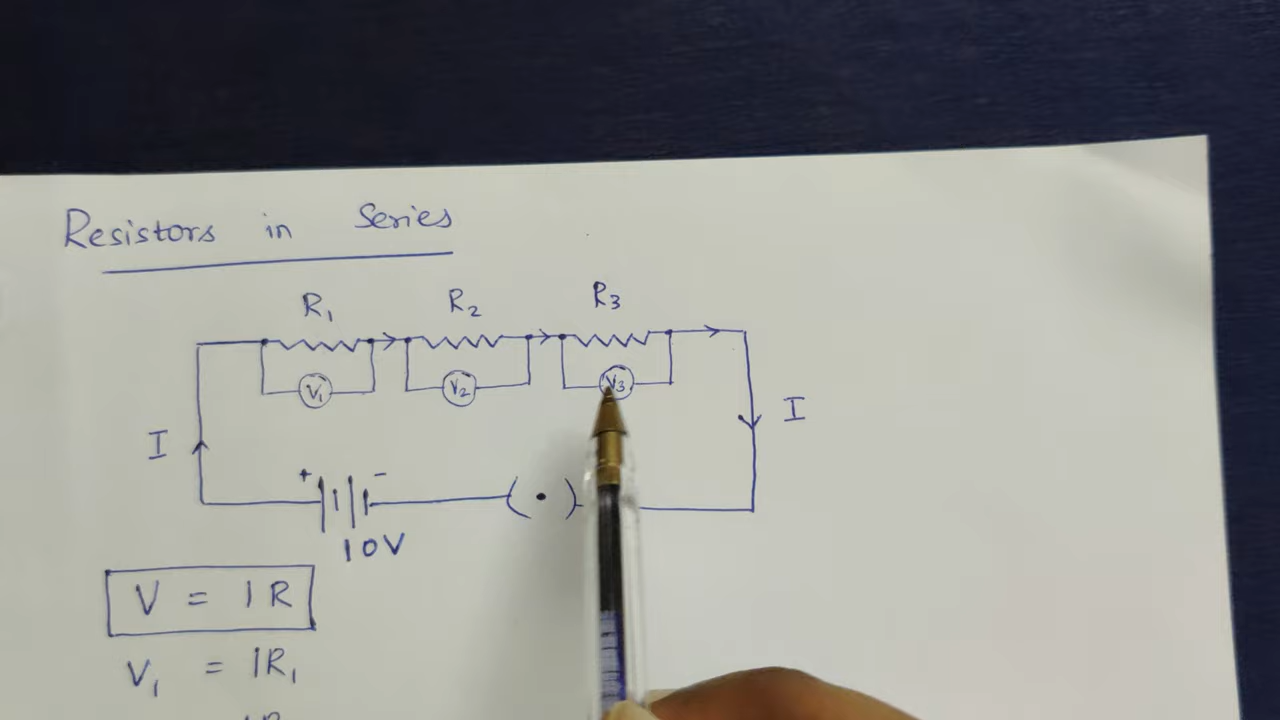 Resistors in Series
R₁ R₂ R₃
V₁ V₂ V₃
I I
+ -
10V
V = IR
V₁ = IR₁